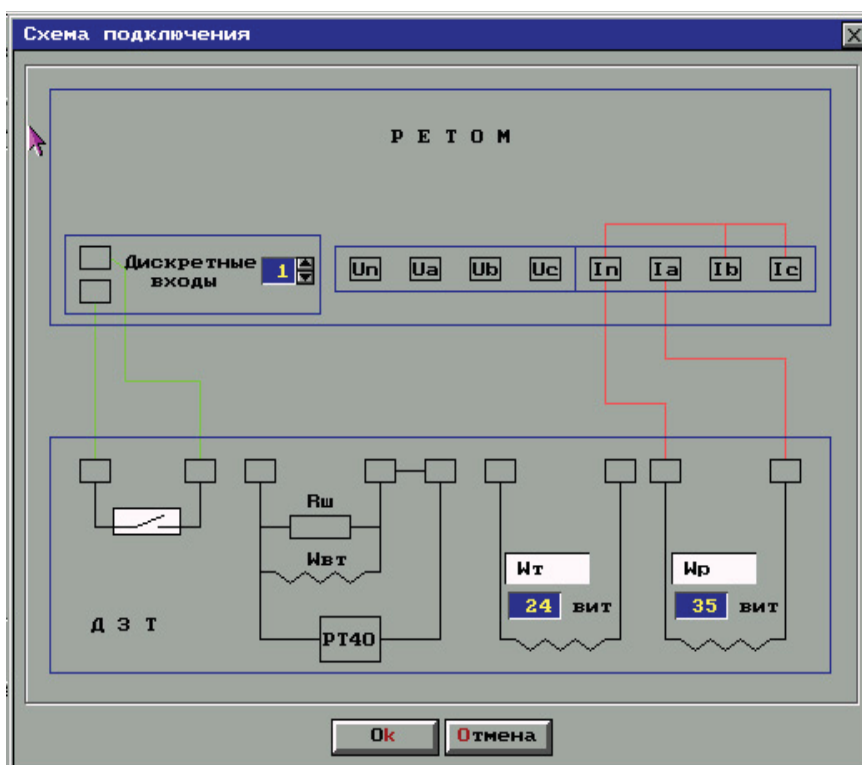 Схема подключения
Р Е Т О М
Дискретные входы 1
Un Ua Ub Uc In Ia Ib Ic
Rш
Wвт
Wт
Wр
24 вит
35 вит
Д З Т
РТ40
Ok
Отмена